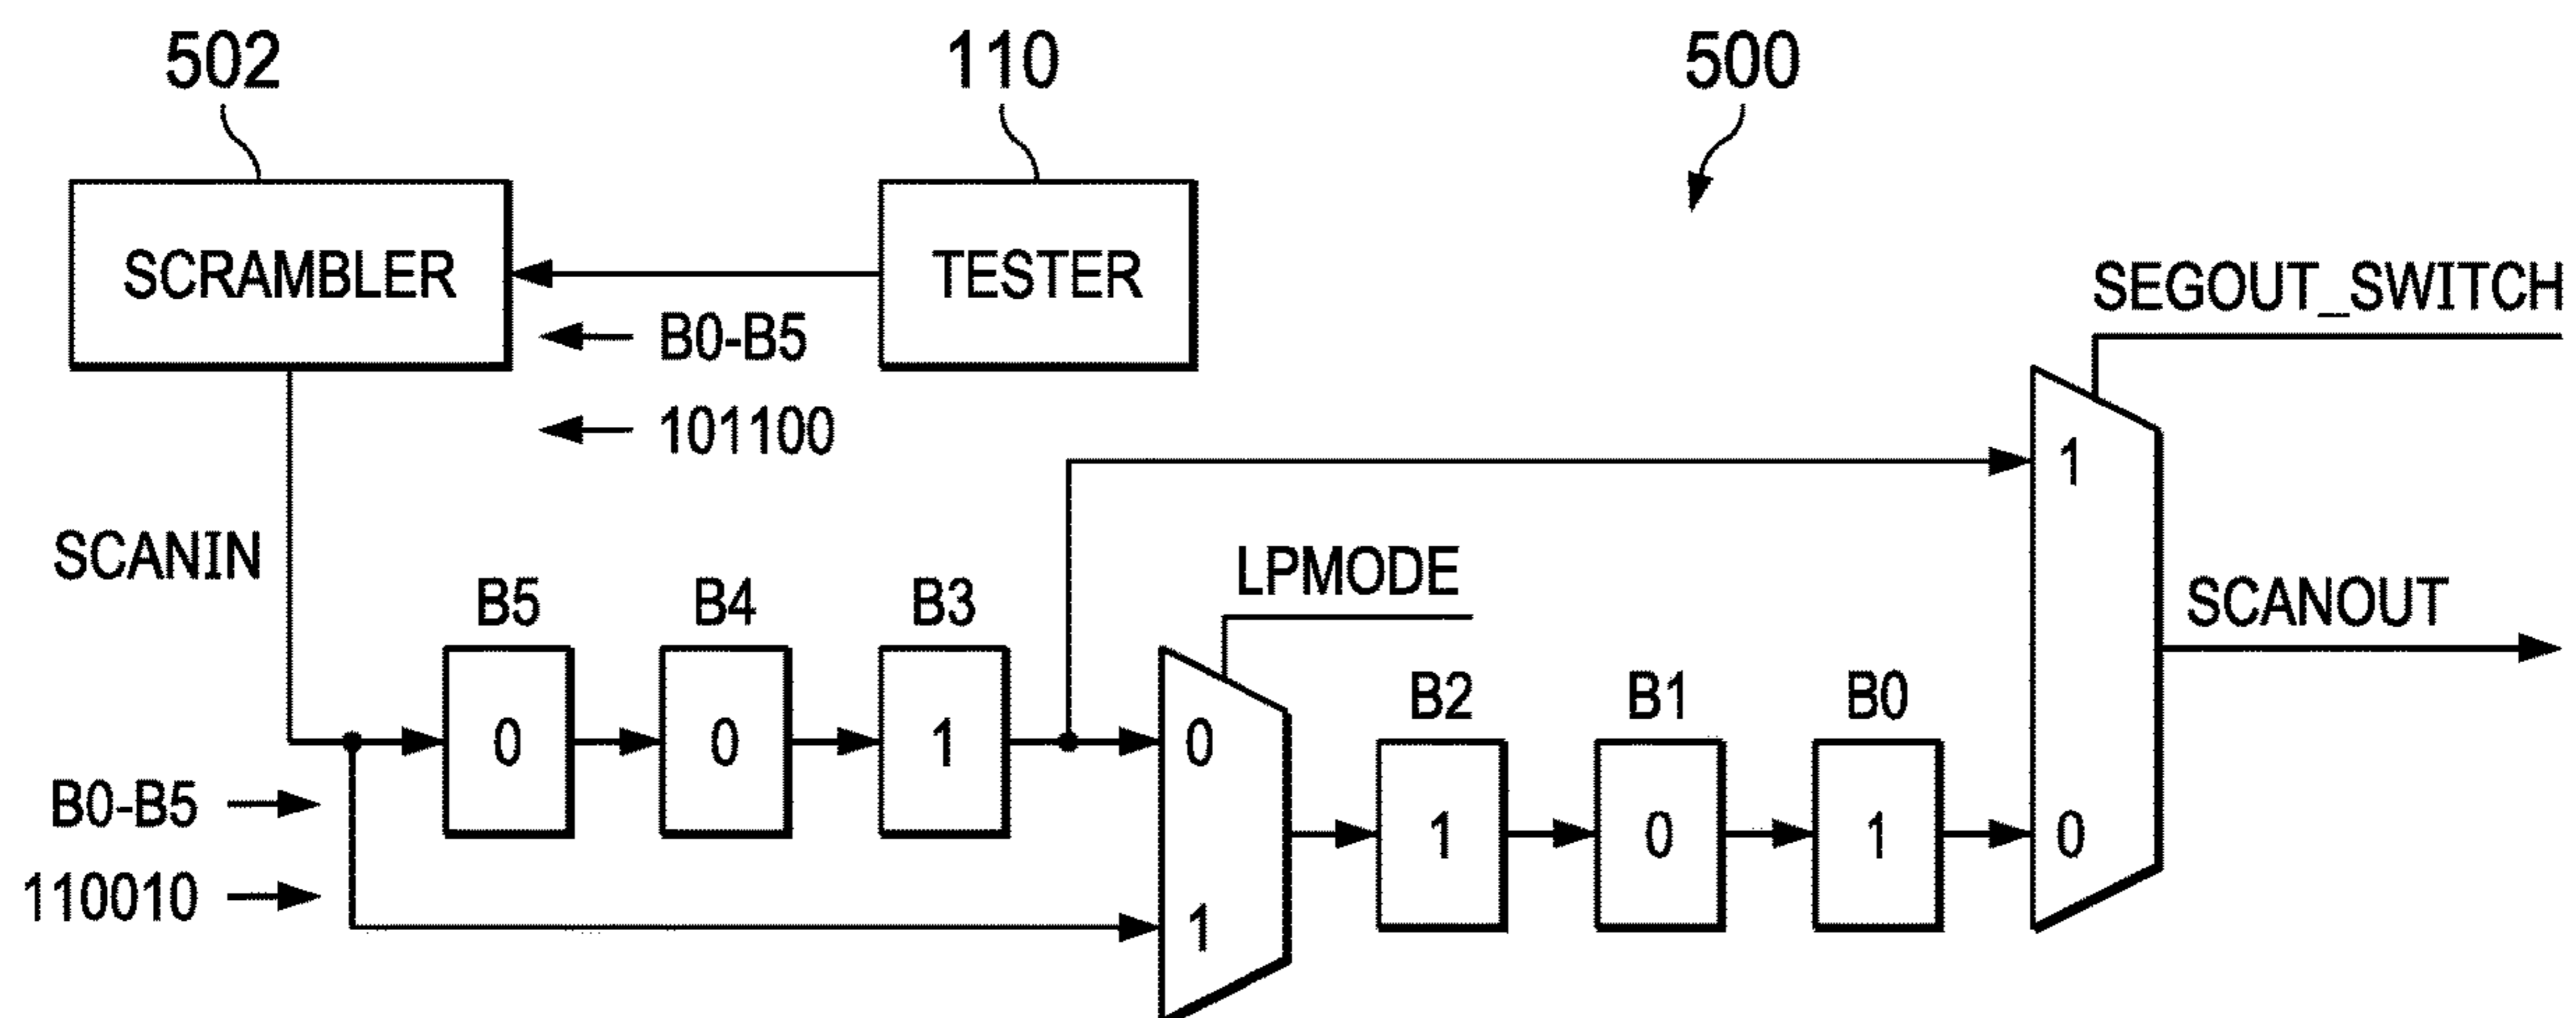 502
110
500
SCRAMBLER
TESTER
SEGOUT_SWITCH
B0-B5
101100
1
SCANIN
LPMODE
B5
B4
B3
SCANOUT
B2
B1
B0
0
0
1
0
B0-B5
1
0
1
0
110010
1